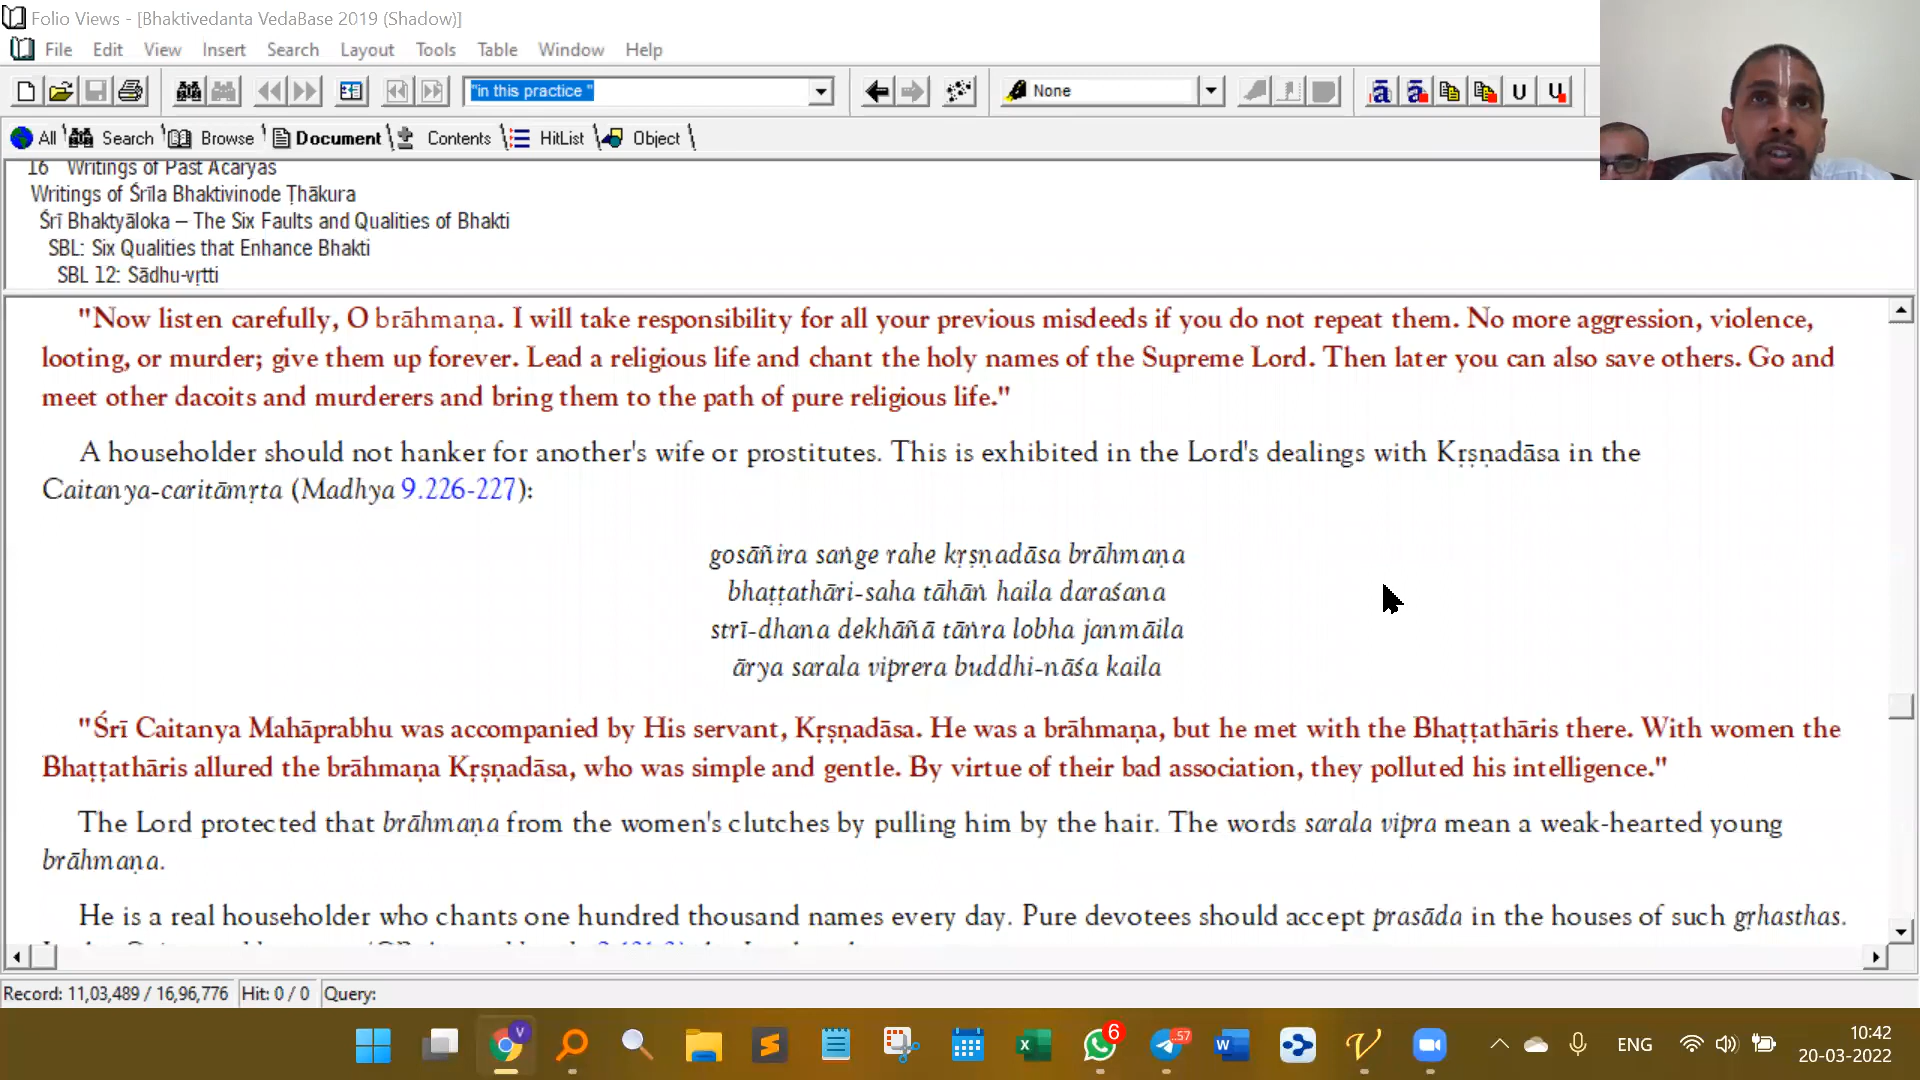 Folio Views - [Bhaktivedanta VedaBase 2019 (Shadow)]
File Edit View Insert Search Layout Tools Table Window Help
"in this practice "
None
All Search Browse Document Contents HitList Object
16 Writings of Past Ācāryas
Writings of Śrīla Bhaktivinode Ṭhākura
Śrī Bhaktyāloka – The Six Faults and Qualities of Bhakti
SBL: Six Qualities that Enhance Bhakti
SBL 12: Sādhu-vṛtti
"Now listen carefully, O brāhmaṇa. I will take responsibility for all your previous misdeeds if you do not repeat them. No more aggression, violence,
looting, or murder; give them up forever. Lead a religious life and chant the holy names of the Supreme Lord. Then later you can also save others. Go and
meet other dacoits and murderers and bring them to the path of pure religious life."
A householder should not hanker for another's wife or prostitutes. This is exhibited in the Lord's dealings with Kṛṣṇadāsa in the
Caitanya-caritāmṛta (Madhya 9.226-227):
gosāñira saṅge rahe kṛṣṇadāsa brāhmaṇa
bhaṭṭathāri-saha tāhāṅ haila daraśana
strī-dhana dekhāñā tāṅra lobha janmāila
ārya sarala viprera buddhi-nāśa kaila
"Śrī Caitanya Mahāprabhu was accompanied by His servant, Kṛṣṇadāsa. He was a brāhmaṇa, but he met with the Bhaṭṭathāris there. With women the
Bhaṭṭathāris allured the brāhmaṇa Kṛṣṇadāsa, who was simple and gentle. By virtue of their bad association, they polluted his intelligence."
The Lord protected that brāhmaṇa from the women's clutches by pulling him by the hair. The words sarala vipra mean a weak-hearted young
brāhmaṇa.
He is a real householder who chants one hundred thousand names every day. Pure devotees should accept prasāda in the houses of such gṛhasthas.
Record: 11,03,489 / 16,96,776 Hit: 0 / 0 Query:
V
6
57
ENG
10:42
20-03-2022